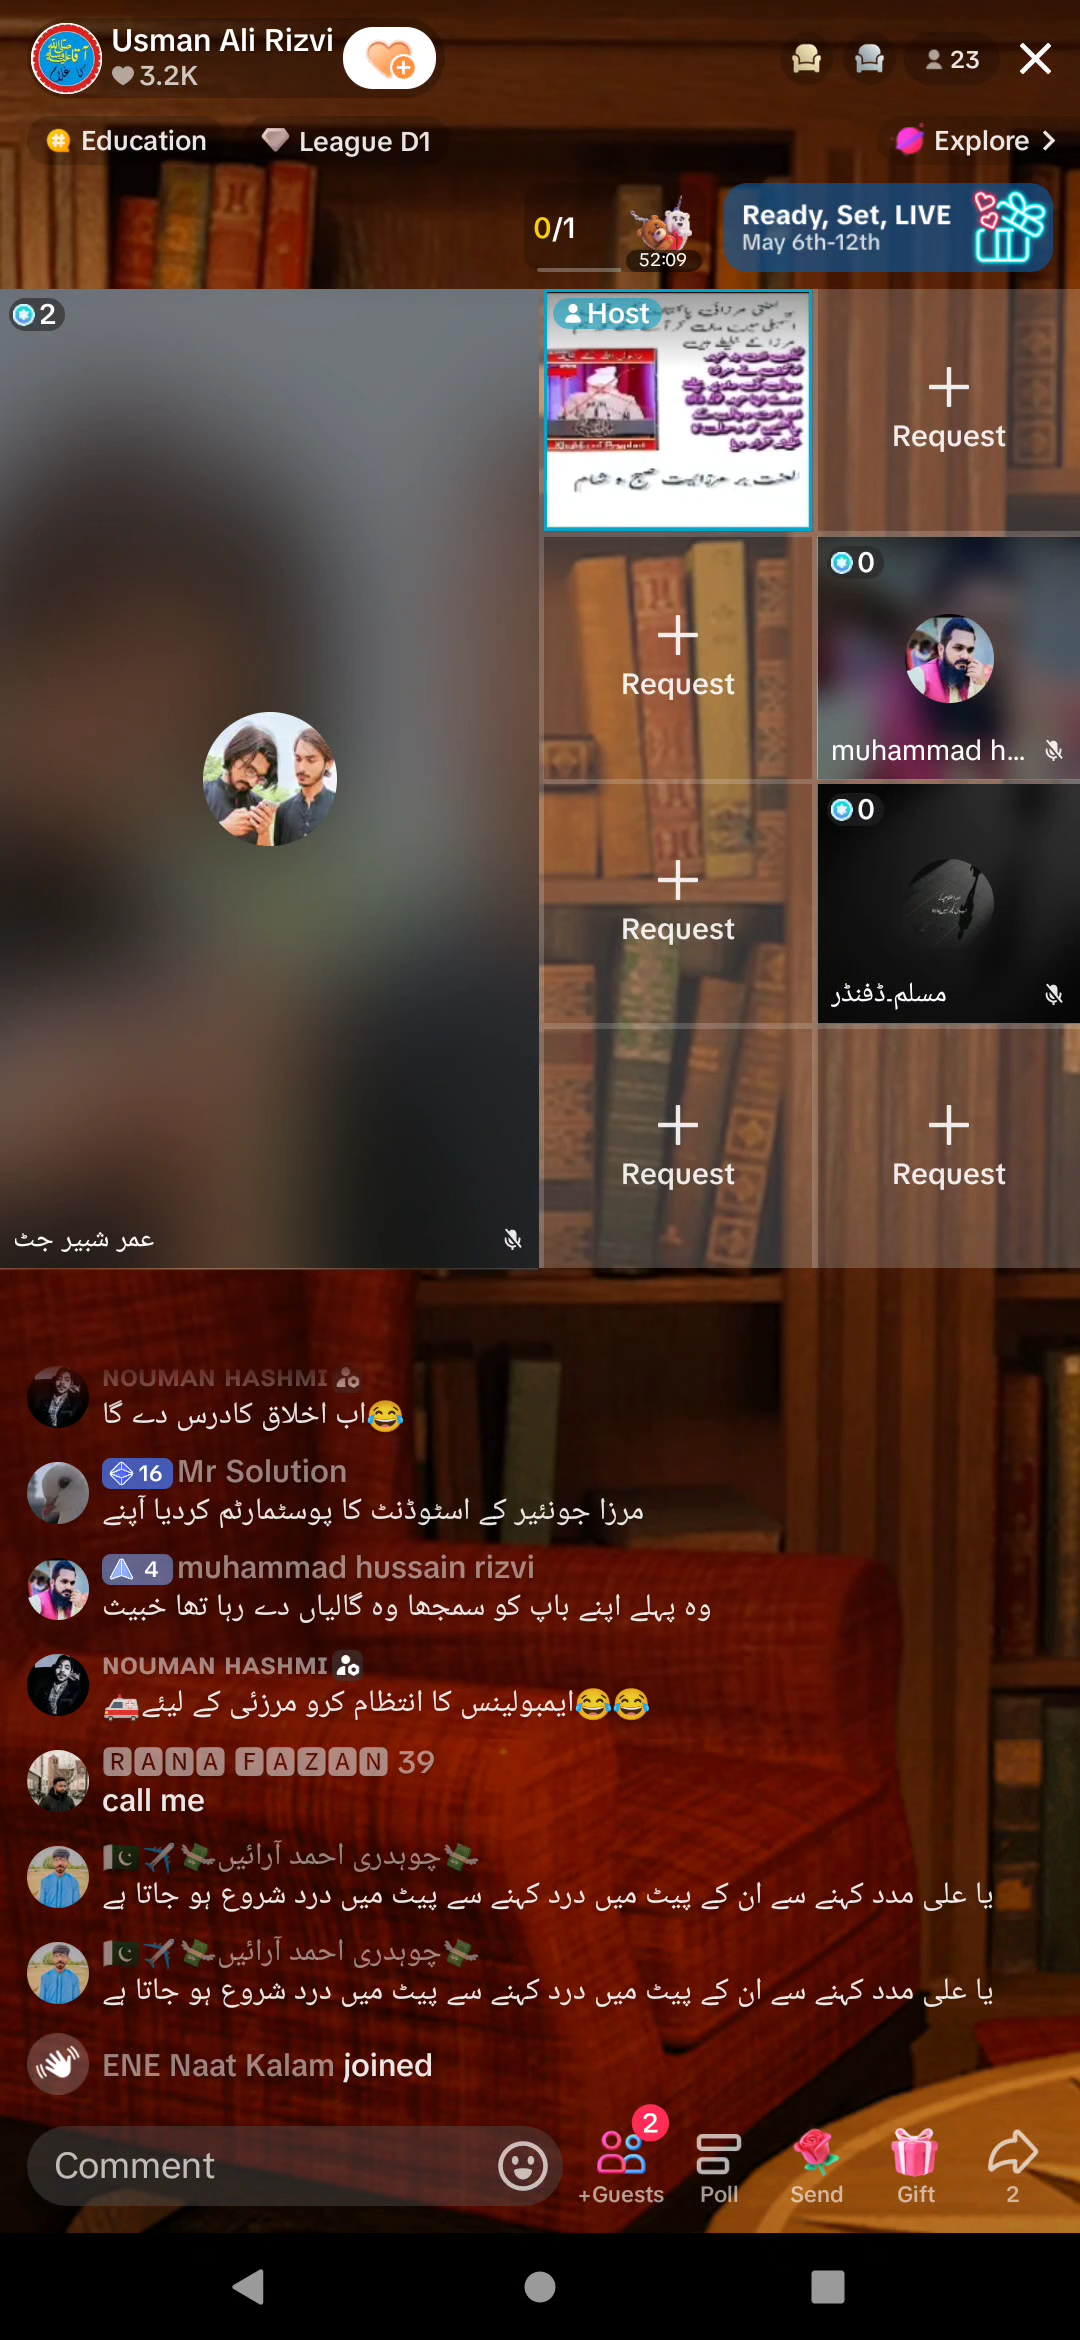 Usman Ali Rizvi
3.2K
23
Education
League D1
Explore
0/1
52:09
Ready, Set, LIVE
May 6th-12th
2
Host
لعنت بر مرزایت صبح و شام
Request
Request
0
muhammad h...
Request
0
مسلم۔ڈفنڈر
Request
Request
عمر شبیر جٹ
NOUMAN HASHMI
اب اخلاق کادرس دے گا😂
16 Mr Solution
مرزا جونئیر کے اسٹوڈنٹ کا پوسٹمارٹم کردیا آپنے
4 muhammad hussain rizvi
وہ پہلے اپنے باپ کو سمجھا وہ گالیاں دے رہا تھا خبیث
NOUMAN HASHMI
😂😂ایمبولینس کا انتظام کرو مرزئی کے لیئے🚑
RANA FAZAN 39
call me
🇵🇰✈️💸چوہدری احمد آرائیں💸
یا علی مدد کہنے سے ان کے پیٹ میں درد کہنے سے پیٹ میں درد شروع ہو جاتا ہے
🇵🇰✈️💸چوہدری احمد آرائیں💸
یا علی مدد کہنے سے ان کے پیٹ میں درد کہنے سے پیٹ میں درد شروع ہو جاتا ہے
ENE Naat Kalam joined
Comment
2
+Guests
Poll
Send
Gift
2